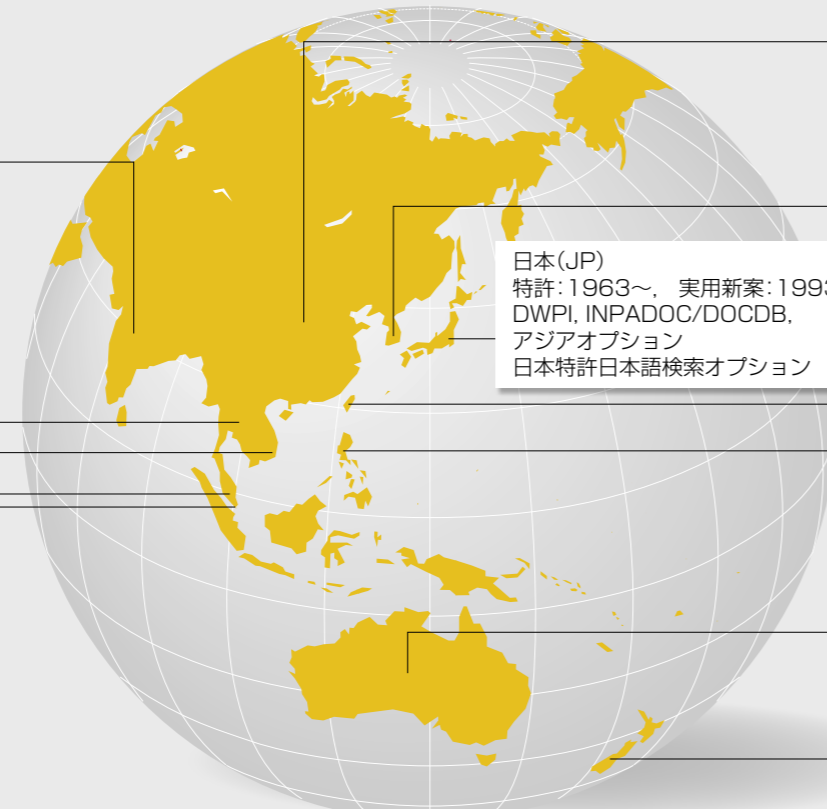 日本(JP)
特許:1963〜, 実用新案:1993
DWPI, INPADOC/DOCDB,
アジアオプション
日本特許日本語検索オプション